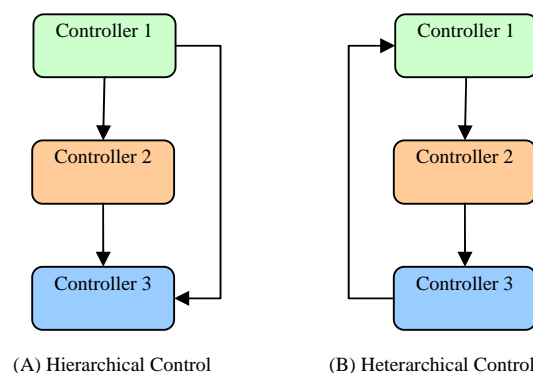 Controller 1
Controller 2
Controller 3
(A) Hierarchical Control
Controller 1
Controller 2
Controller 3
(B) Heterarchical Control